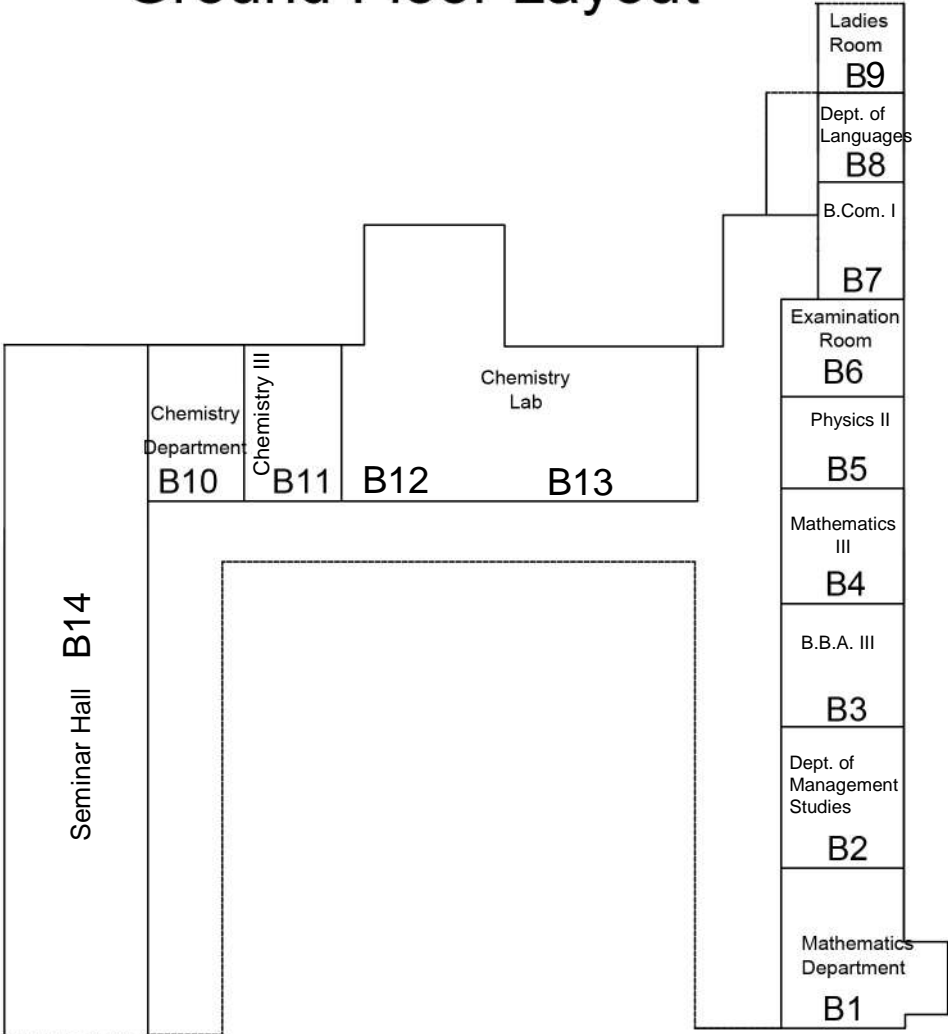 Ground Floor Layout
Ladies
Room
B9
Dept. of
Languages
B8
B.Com. I
B7
Examination
Room
B6
Physics II
B5
Mathematics
III
B4
B.B.A. III
B3
Dept. of
Management
Studies
B2
Mathematics
Department
B1
Chemistry
Department
B10
Chemistry III
B11
Chemistry
Lab
B12
B13
Seminar Hall B14